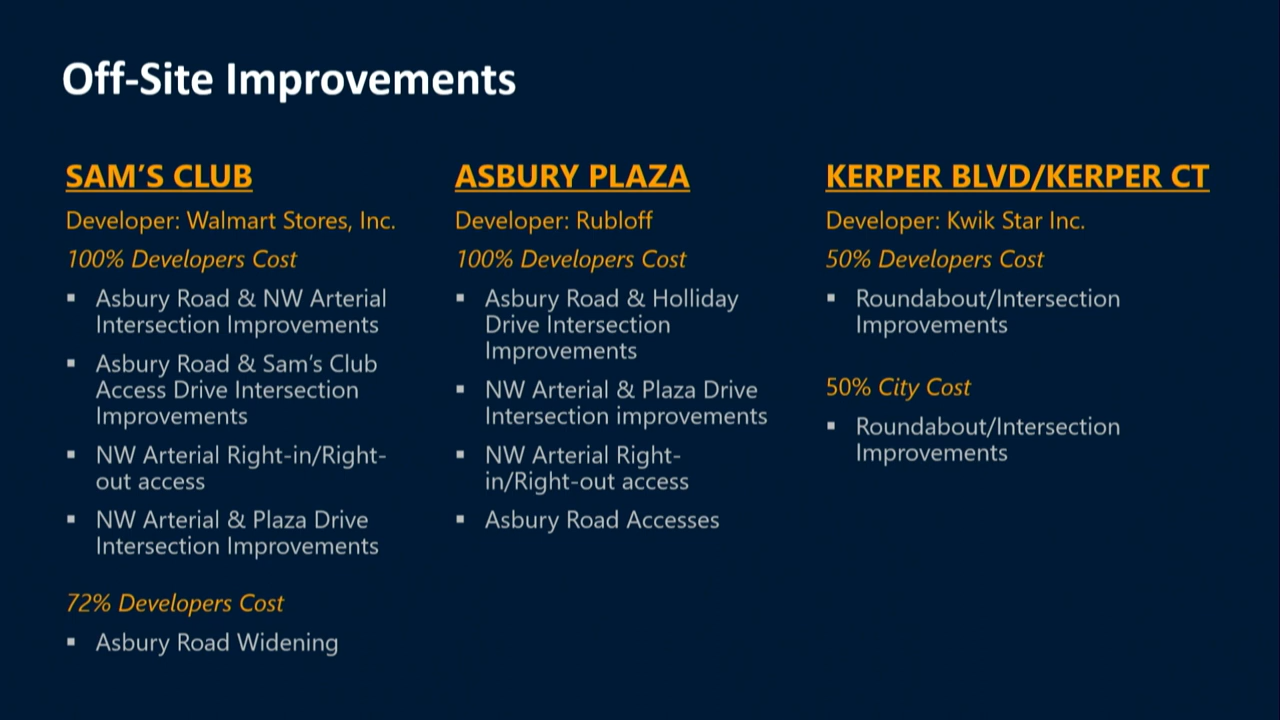 Off-Site Improvements
SAM’S CLUB
Developer: Walmart Stores, Inc.
100% Developers Cost
▪ Asbury Road & NW Arterial
Intersection Improvements
▪ Asbury Road & Sam’s Club
Access Drive Intersection
Improvements
▪ NW Arterial Right-in/Right-
out access
▪ NW Arterial & Plaza Drive
Intersection Improvements
72% Developers Cost
▪ Asbury Road Widening
ASBURY PLAZA
Developer: Rubloff
100% Developers Cost
▪ Asbury Road & Holliday
Drive Intersection
Improvements
▪ NW Arterial & Plaza Drive
Intersection improvements
▪ NW Arterial Right-
in/Right-out access
▪ Asbury Road Accesses
KERPER BLVD/KERPER CT
Developer: Kwik Star Inc.
50% Developers Cost
▪ Roundabout/Intersection
Improvements
50% City Cost
▪ Roundabout/Intersection
Improvements